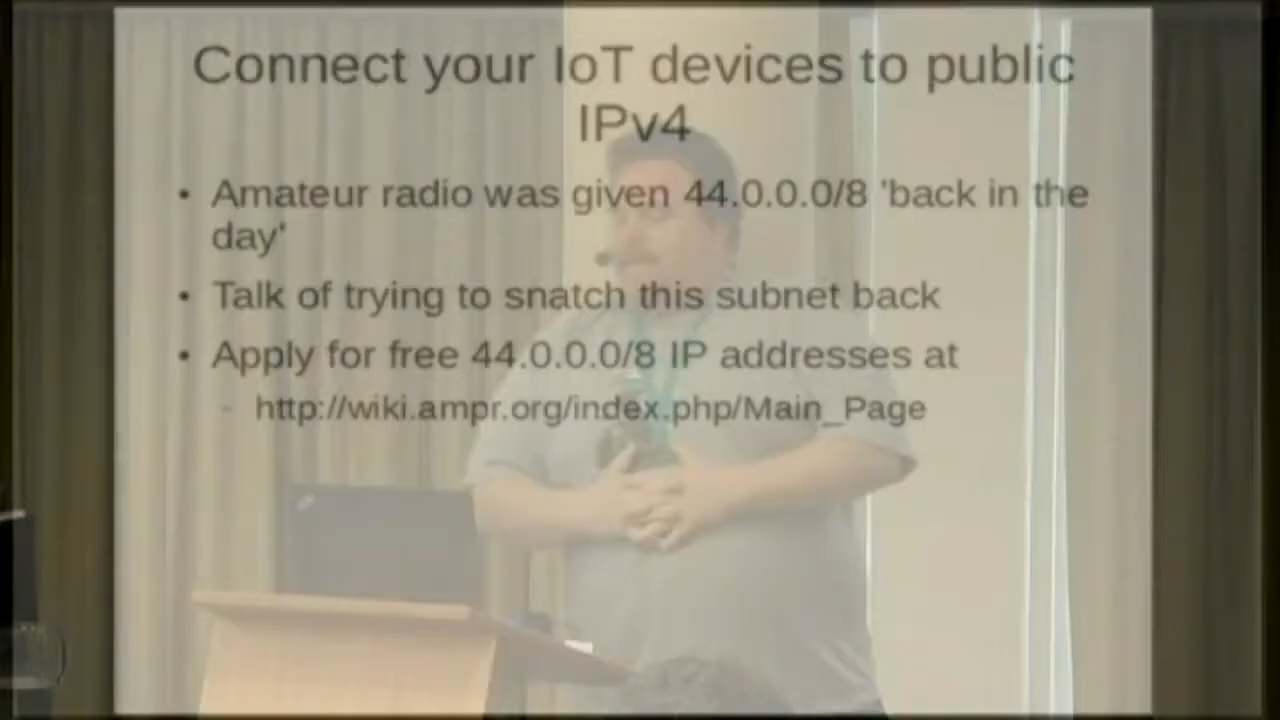 Connect your IoT devices to public
IPv4
• Amateur radio was given 44.0.0.0/8 'back in the
day'
• Talk of trying to snatch this subnet back
• Apply for free 44.0.0.0/8 IP addresses at
– http://wiki.ampr.org/index.php/Main_Page